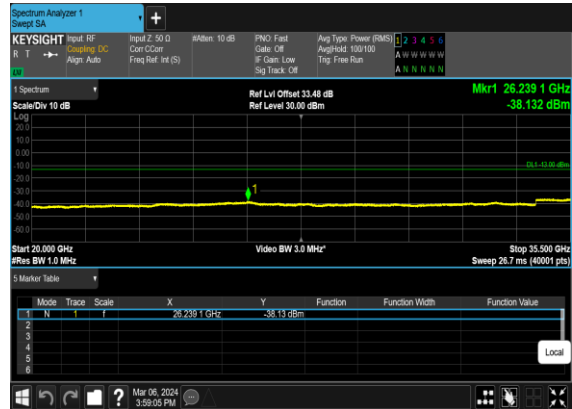 Spectrum Analyzer 1
Swept SA
+
KEYSIGHT Input: RF
R T
Coupling: DC
Align: Auto
Input Z: 50 Ω
Corr CCorr
Freq Ref: Int (S)
#Atten: 10 dB
PNO: Fast
Gate: Off
IF Gain: Low
Sig Track: Off
Avg Type: Power (RMS)
Avg|Hold: 100/100
Trig: Free Run
1 2 3 4 5 6
A W W W W W
A N N N N N
LXI
1 Spectrum
Scale/Div 10 dB
Ref Lvl Offset 33.48 dB
Ref Level 30.00 dBm
Mkr1 26.239 1 GHz
-38.132 dBm
Log
20.0
10.0
0.00
-10.0
DL1 -13.00 dBm
-20.0
-30.0
1
-40.0
-50.0
-60.0
Start 20.000 GHz
#Res BW 1.0 MHz
Video BW 3.0 MHz*
Stop 35.500 GHz
Sweep 26.7 ms (40001 pts)
5 Marker Table
Mode Trace Scale X Y Function Function Width Function Value
1 N 1 f 26.239 1 GHz -38.13 dBm
2
3
4
5
6
Local
?
Mar 06, 2024
3:59:05 PM